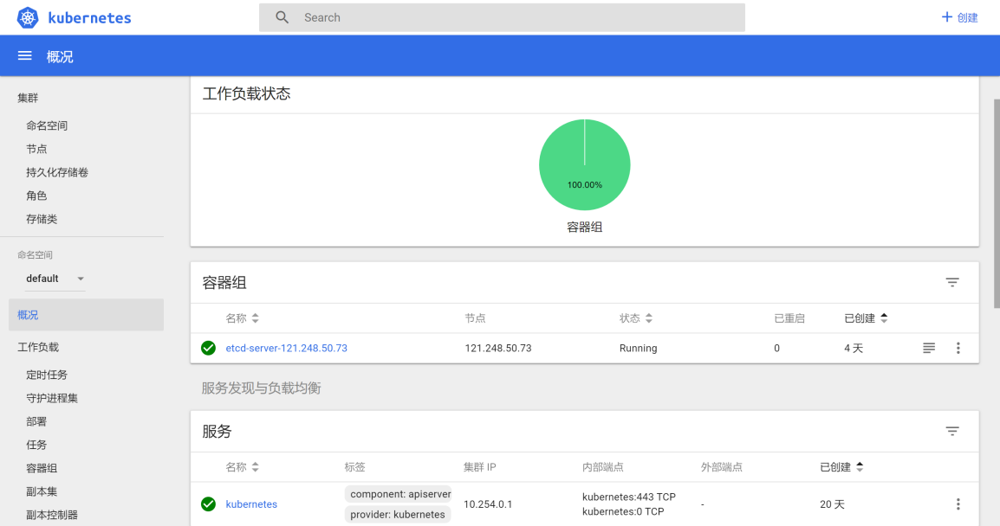 kubernetes
Search
创建
概况
集群
命名空间
节点
持久化存储卷
角色
存储类
命名空间
default
概况
工作负载
定时任务
守护进程集
部署
任务
容器组
副本集
副本控制器
工作负载状态
100.00%
容器组
容器组
名称 节点 状态 已重启 已创建
etcd-server-121.248.50.73 121.248.50.73 Running 0 4 天
服务发现与负载均衡
服务
名称 标签 集群 IP 内部端点 外部端点 已创建
kubernetes component: apiserver provider: kubernetes 10.254.0.1 kubernetes:443 TCP kubernetes:0 TCP - 20 天